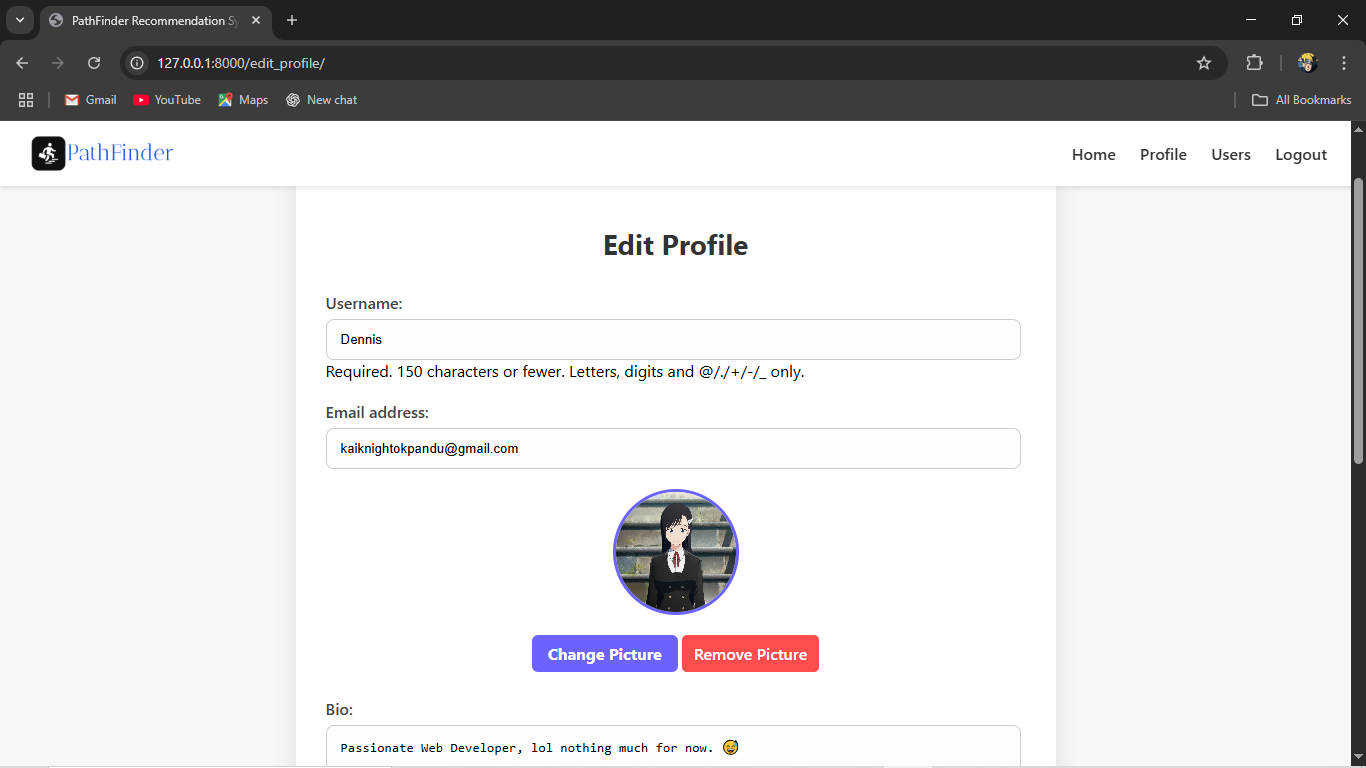 PathFinder Recommendation Sy
127.0.0.1:8000/edit_profile/
Gmail YouTube Maps New chat All Bookmarks
PathFinder Home Profile Users Logout
Edit Profile
Username:
Dennis
Required. 150 characters or fewer. Letters, digits and @/./+/-/_ only.
Email address:
kaiknightokpandu@gmail.com
Change Picture Remove Picture
Bio:
Passionate Web Developer, lol nothing much for now. 😅